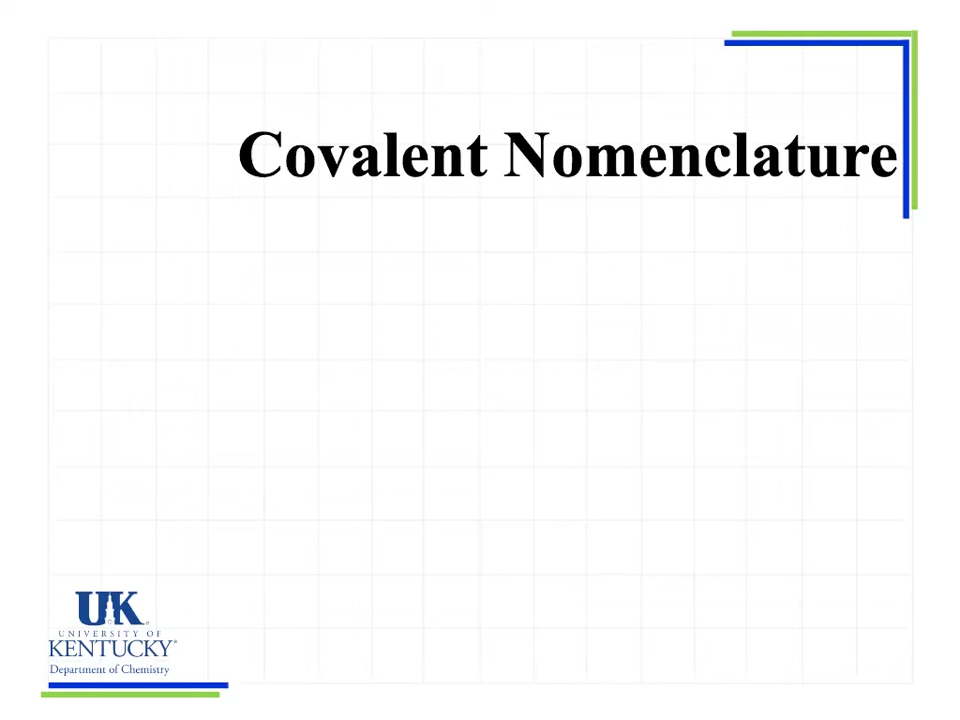 Covalent Nomenclature
UK
UNIVERSITY OF
KENTUCKY
Department of Chemistry